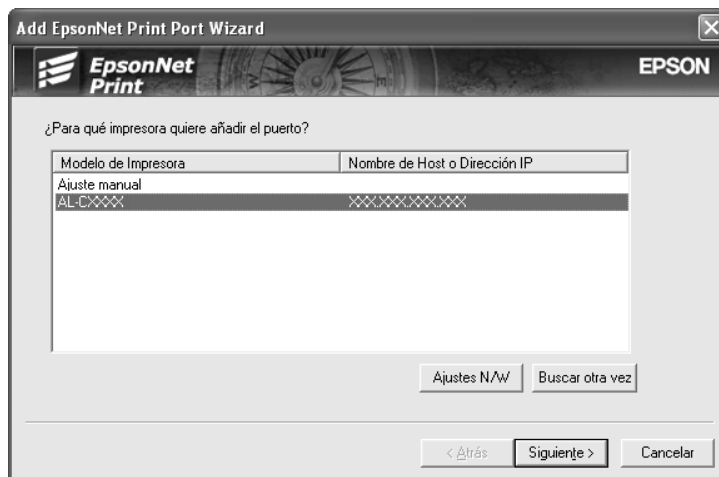 Add EpsonNet Print Port Wizard
EpsonNet
Print
EPSON
¿Para qué impresora quiere añadir el puerto?
Modelo de Impresora Nombre de Host o Dirección IP
Ajuste manual
AL-CXXXX XXX.XXX.XXX.XXX
Ajustes N/W Buscar otra vez
< Atrás Siguiente > Cancelar